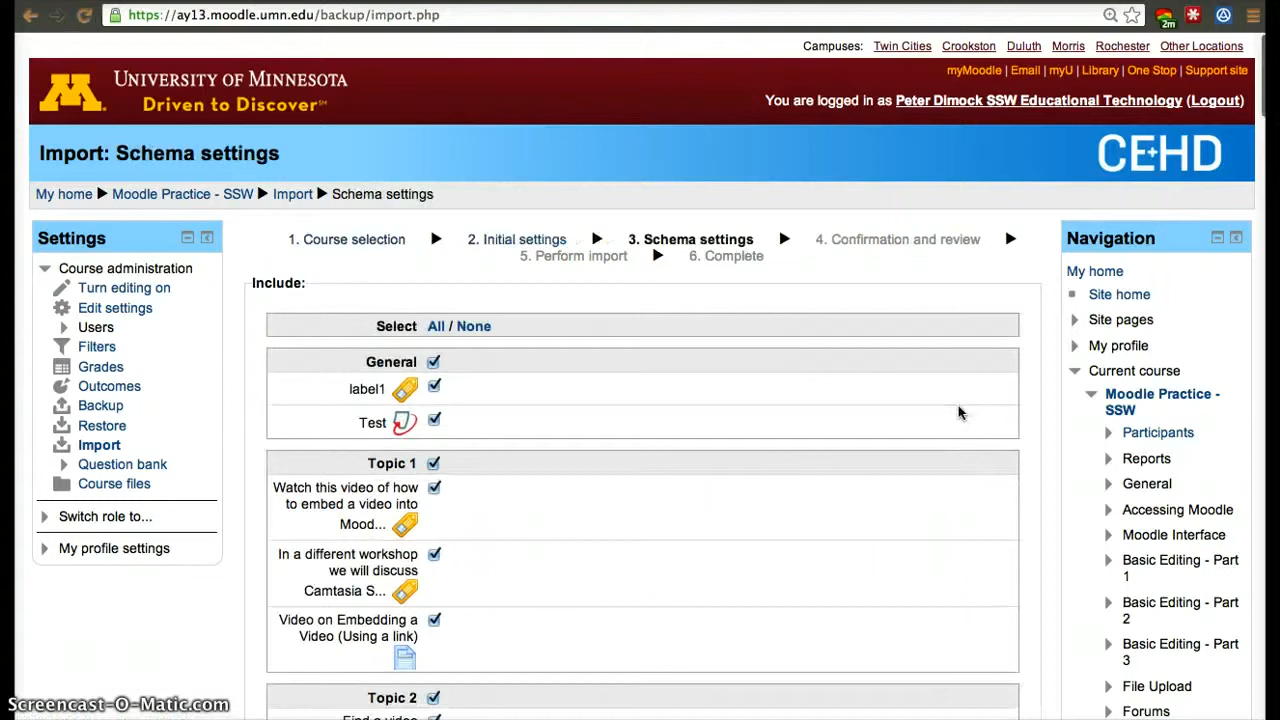 https://ay13.moodle.umn.edu/backup/import.php
2m
Campuses: Twin Cities Crookston Duluth Morris Rochester Other Locations
M
UNIVERSITY OF MINNESOTA
Driven to Discover℠
myMoodle | Email | myU | Library | One Stop | Support site
You are logged in as Peter Dimock SSW Educational Technology (Logout)
Import: Schema settings
CEHD
My home ▶ Moodle Practice - SSW ▶ Import ▶ Schema settings
Settings
Course administration
Turn editing on
Edit settings
Users
Filters
Grades
Outcomes
Backup
Restore
Import
Question bank
Course files
Switch role to...
My profile settings
1. Course selection ▶ 2. Initial settings ▶ 3. Schema settings ▶ 4. Confirmation and review ▶
5. Perform import ▶ 6. Complete
Include:
Select All / None
General
label1
Test
Topic 1
Watch this video of how
to embed a video into
Mood...
In a different workshop
we will discuss
Camtasia S...
Video on Embedding a
Video (Using a link)
Topic 2
Find a video
Navigation
My home
Site home
Site pages
My profile
Current course
Moodle Practice -
SSW
Participants
Reports
General
Accessing Moodle
Moodle Interface
Basic Editing - Part
1
Basic Editing - Part
2
Basic Editing - Part
3
File Upload
Forums
Screencast-O-Matic.com